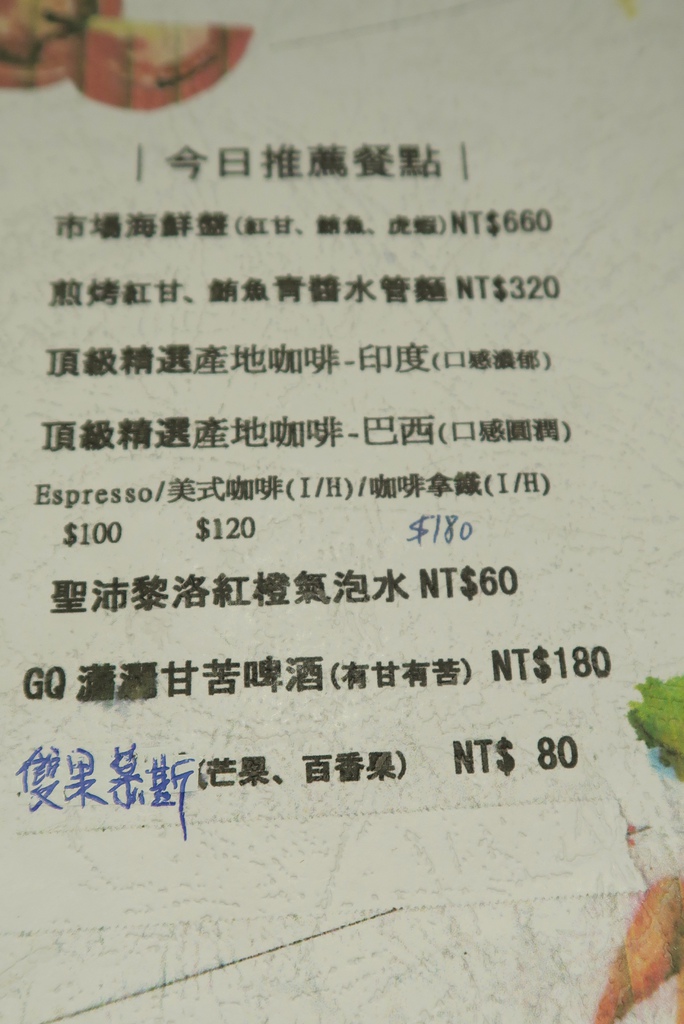 | 今日推薦餐點 |
市場海鮮盤(紅甘、鮪魚、虎蝦)NT$660
煎烤紅甘、鮪魚青醬水管麵 NT$320
頂級精選產地咖啡-印度(口感濃郁)
頂級精選產地咖啡-巴西(口感圓潤)
Espresso/美式咖啡(I/H)/咖啡拿鐵(I/H)
$100 $120 $180
聖沛黎洛紅橙氣泡水 NT$60
GQ 瀟灑甘苦啤酒(有甘有苦) NT$180
雙果慕斯(芒果、百香果) NT$ 80